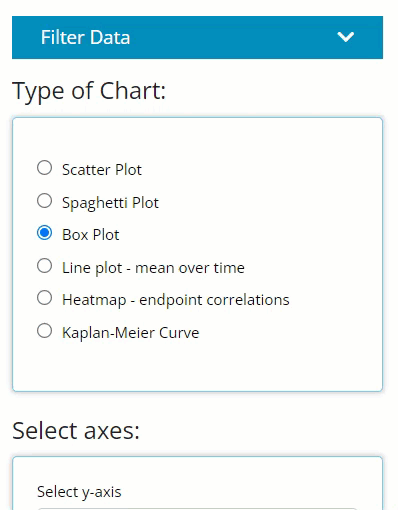 Filter Data
Type of Chart:
Scatter Plot
Spaghetti Plot
Box Plot
Line plot - mean over time
Heatmap - endpoint correlations
Kaplan-Meier Curve
Select axes:
Select y-axis